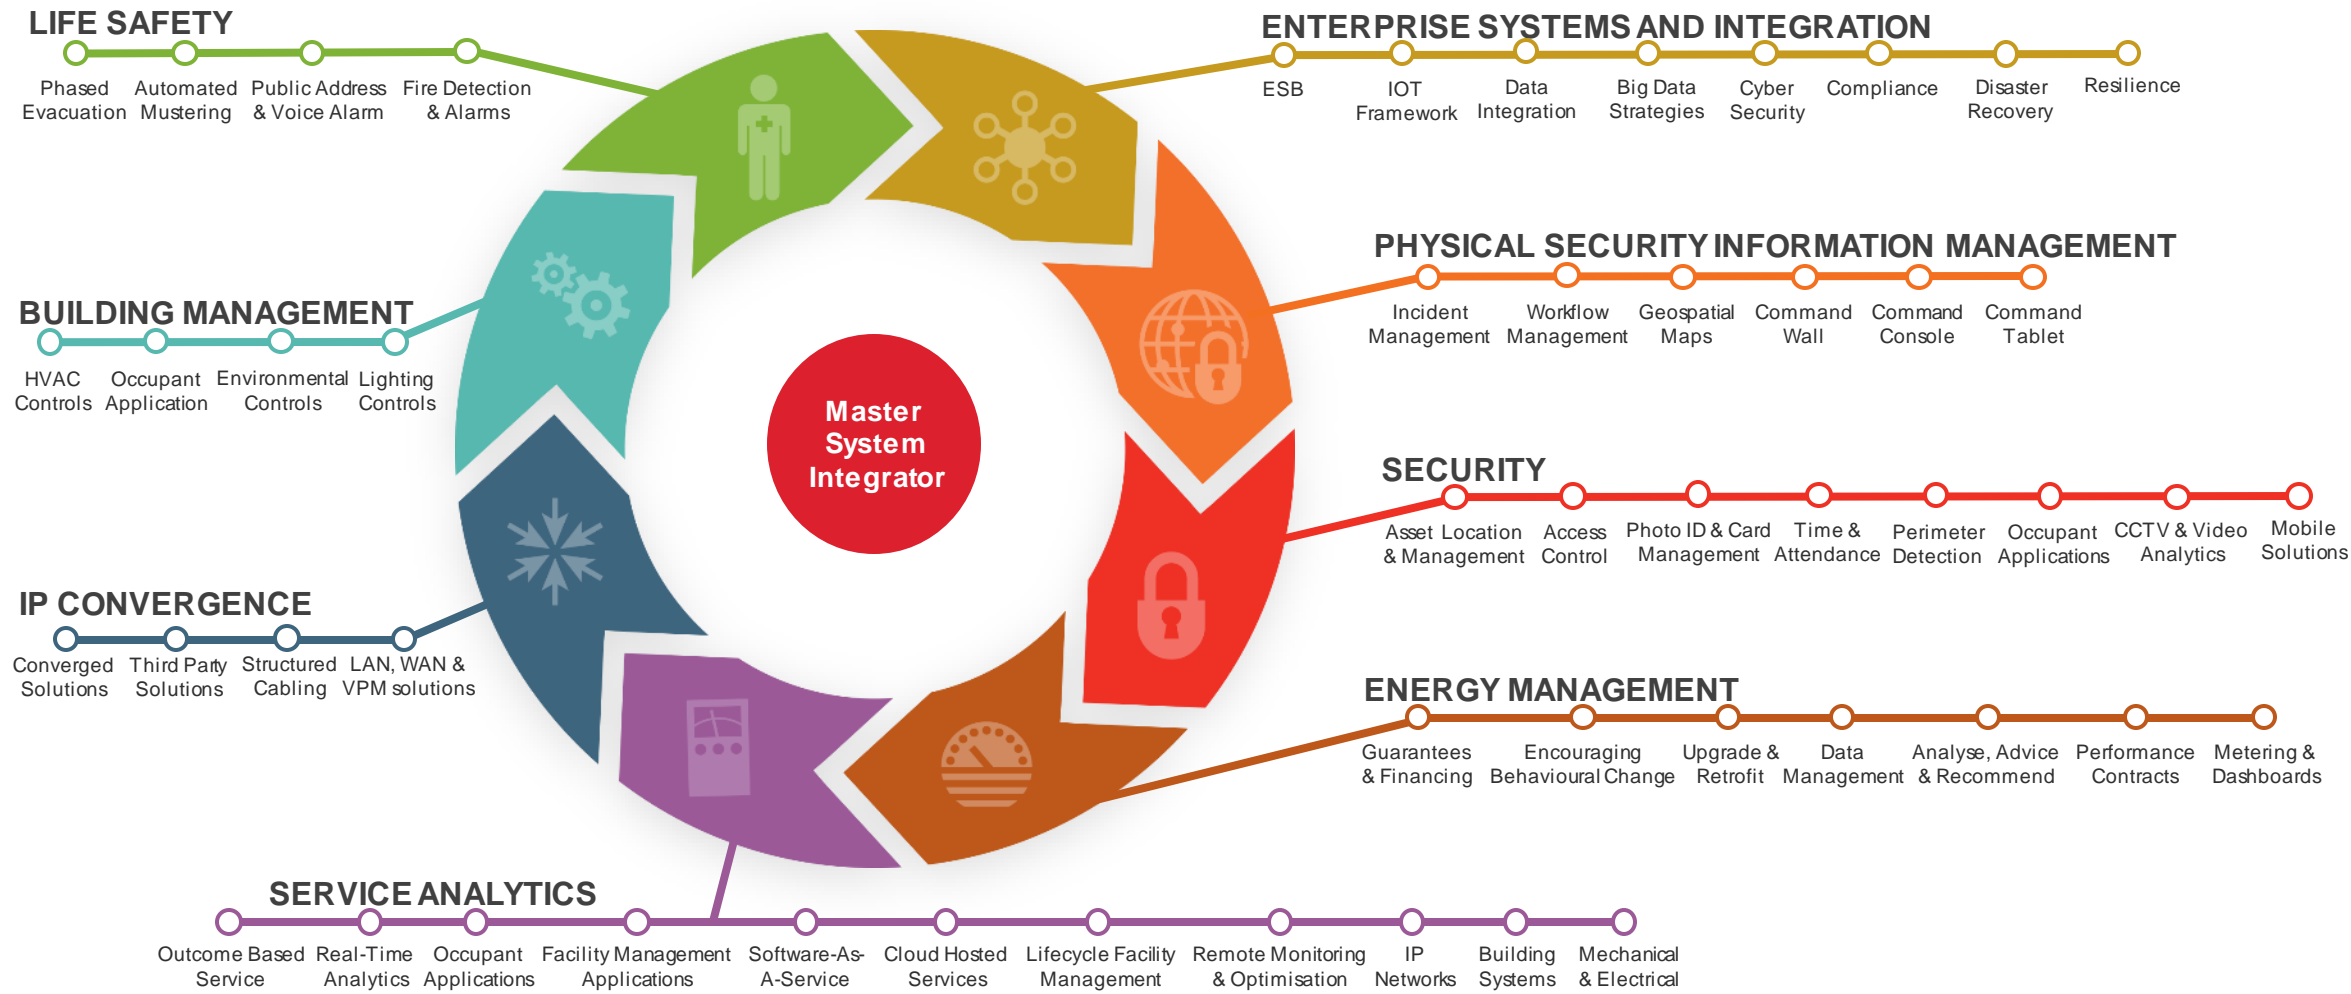 LIFE SAFETY
Phased
Evacuation
Automated
Mustering
Public Address
& Voice Alarm
Fire Detection
& Alarms
ENTERPRISE SYSTEMS AND INTEGRATION
ESB
IOT
Framework
Data
Integration
Big Data
Strategies
Cyber
Security
Compliance
Disaster
Recovery
Resilience
PHYSICAL SECURITY INFORMATION MANAGEMENT
Incident
Management
Workflow
Management
Geospatial
Maps
Command
Wall
Command
Console
Command
Tablet
BUILDING MANAGEMENT
HVAC
Controls
Occupant
Application
Environmental
Controls
Lighting
Controls
Master
System
Integrator
SECURITY
Asset Location
& Management
Access
Control
Photo ID & Card
Management
Time &
Attendance
Perimeter
Detection
Occupant
Applications
CCTV & Video
Analytics
Mobile
Solutions
IP CONVERGENCE
Converged
Solutions
Third Party
Solutions
Structured
Cabling
LAN, WAN &
VPM solutions
ENERGY MANAGEMENT
Guarantees
& Financing
Encouraging
Behavioural Change
Upgrade &
Retrofit
Data
Management
Analyse, Advice
& Recommend
Performance
Contracts
Metering &
Dashboards
SERVICE ANALYTICS
Outcome Based
Service
Real-Time
Analytics
Occupant
Applications
Facility Management
Applications
Software-As-
A-Service
Cloud Hosted
Services
Lifecycle Facility
Management
Remote Monitoring
& Optimisation
IP
Networks
Building
Systems
Mechanical
& Electrical